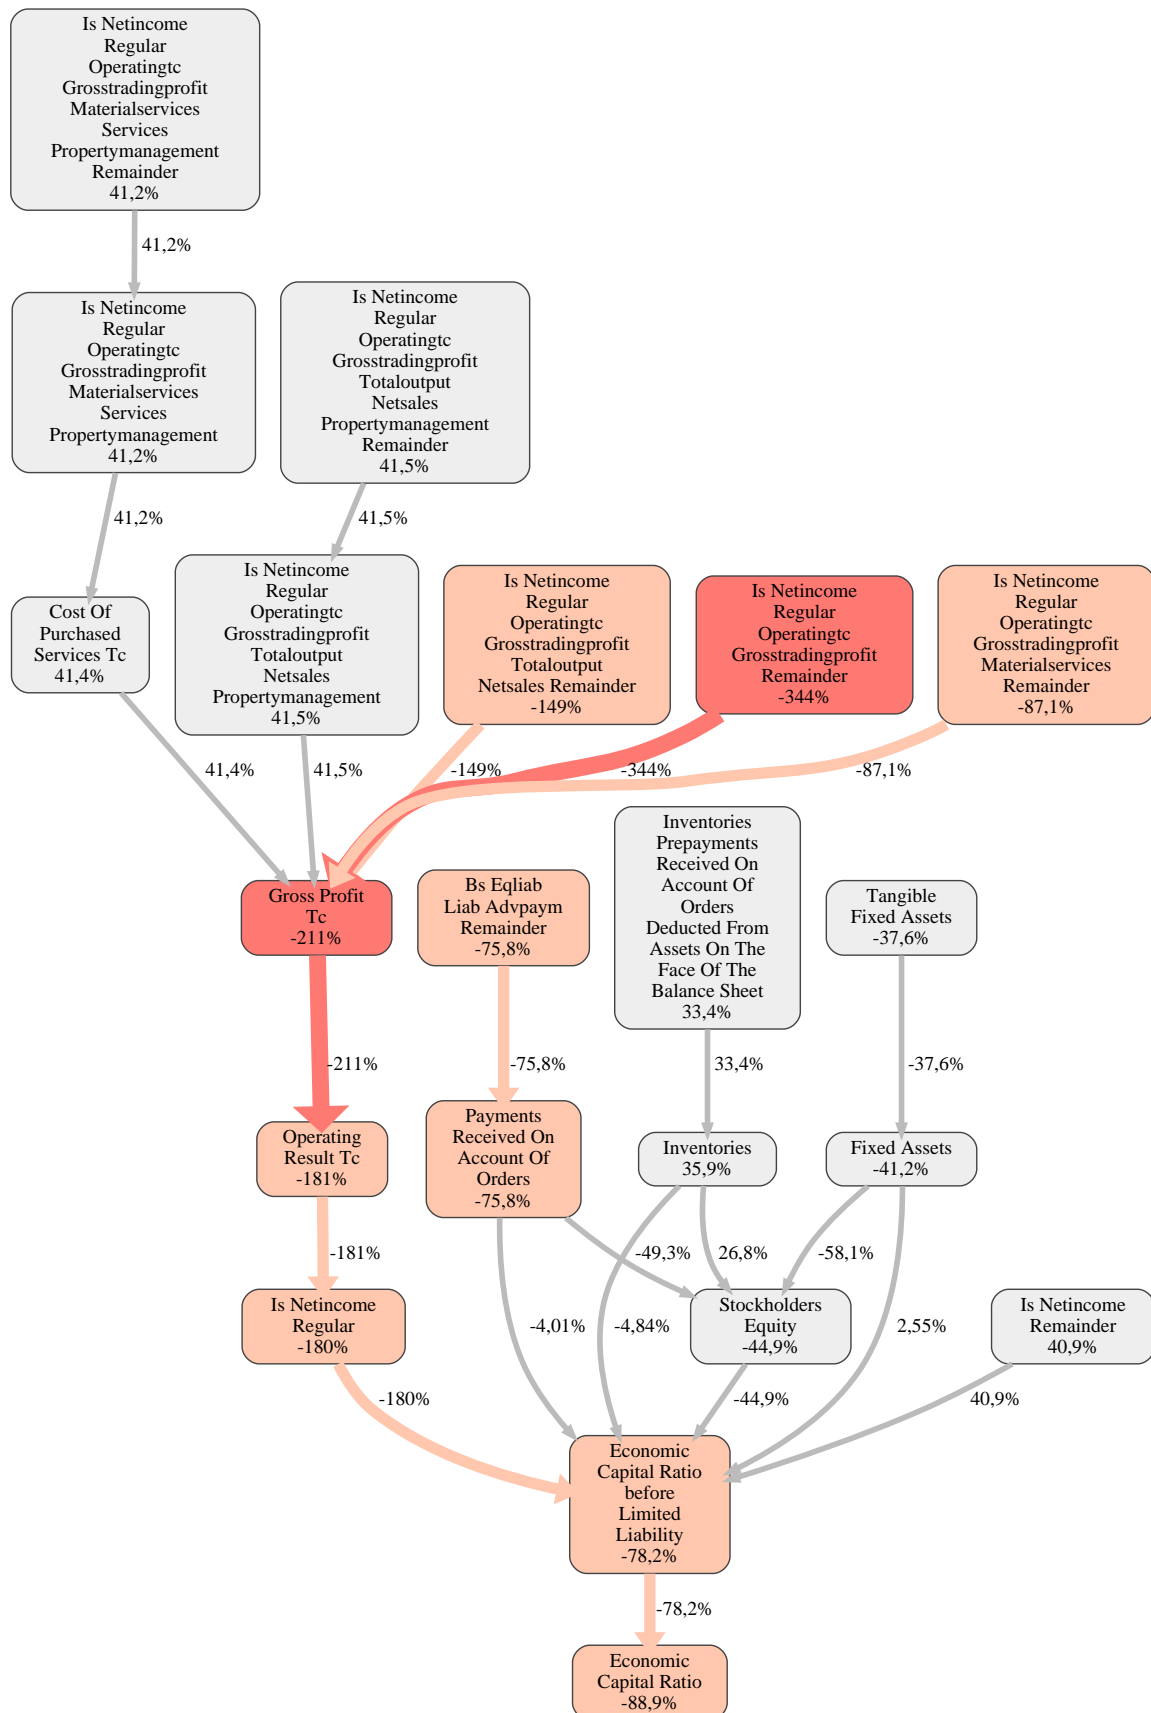 Is Netincome
Regular
Operatingtc
Grosstradingprofit
Materialservices
Services
Propertymanagement
Remainder
41,2%
41,2%
Is Netincome
Regular
Operatingtc
Grosstradingprofit
Materialservices
Services
Propertymanagement
41,2%
Is Netincome
Regular
Operatingtc
Grosstradingprofit
Totaloutput
Netsales
Propertymanagement
Remainder
41,5%
41,2%
41,5%
Cost Of
Purchased
Services Tc
41,4%
Is Netincome
Regular
Operatingtc
Grosstradingprofit
Totaloutput
Netsales
Propertymanagement
41,5%
Is Netincome
Regular
Operatingtc
Grosstradingprofit
Totaloutput
Netsales Remainder
-149%
Is Netincome
Regular
Operatingtc
Grosstradingprofit
Remainder
-344%
Is Netincome
Regular
Operatingtc
Grosstradingprofit
Materialservices
Remainder
-87,1%
41,4%
41,5%
-149%
-344%
-87,1%
Gross Profit
Tc
-211%
Bs Eqliab
Liab Advpaym
Remainder
-75,8%
Inventories
Prepayments
Received On
Account Of
Orders
Deducted From
Assets On The
Face Of The
Balance Sheet
33,4%
Tangible
Fixed Assets
-37,6%
-211%
-75,8%
33,4%
-37,6%
Operating
Result Tc
-181%
Payments
Received On
Account Of
Orders
-75,8%
Inventories
35,9%
Fixed Assets
-41,2%
-181%
-49,3%
26,8%
-58,1%
Is Netincome
Regular
-180%
-4,01%
-4,84%
Stockholders
Equity
-44,9%
2,55%
Is Netincome
Remainder
40,9%
-180%
-44,9%
40,9%
Economic
Capital Ratio
before
Limited
Liability
-78,2%
-78,2%
Economic
Capital Ratio
-88,9%